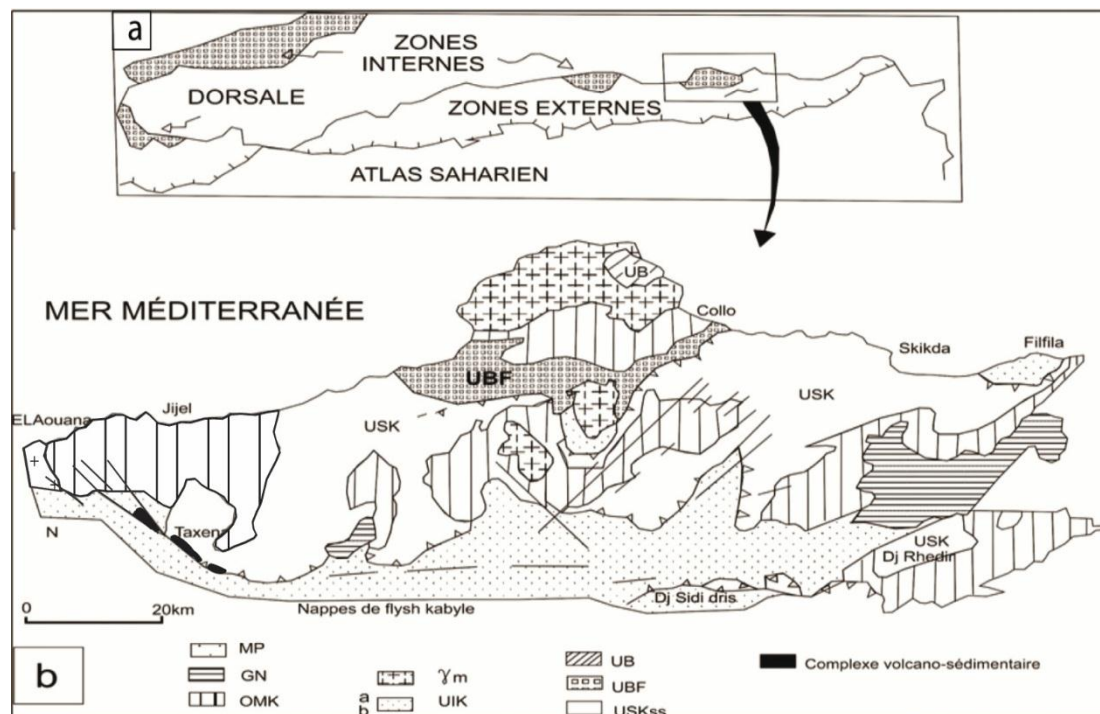 a
ZONES
INTERNES
DORSALE
ZONES EXTERNES
ATLAS SAHARIEN
UB
MER MÉDITERRANÉE
Collo
Skikda
Filfila
UBF
ELAouana
Jijel
USK
USK
Taxen
N
USK
Dj Rhedir
0
20km
Nappes de flysh kabyle
Dj Sidi dris
b
MP
GN
OMK
γm
a
b
UIK
UB
UBF
USKss
Complexe volcano-sédimentaire